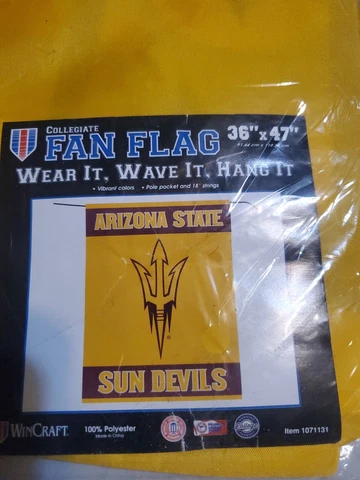 COLLEGIATE
FAN FLAG
36"x47"
WEAR IT, WAVE IT, HANG IT
• Vibrant colors • Pole pocket and 18" strings
ARIZONA STATE
®
SUN DEVILS
WINCRAFT.
100% Polyester
Made in China
Item 1071131